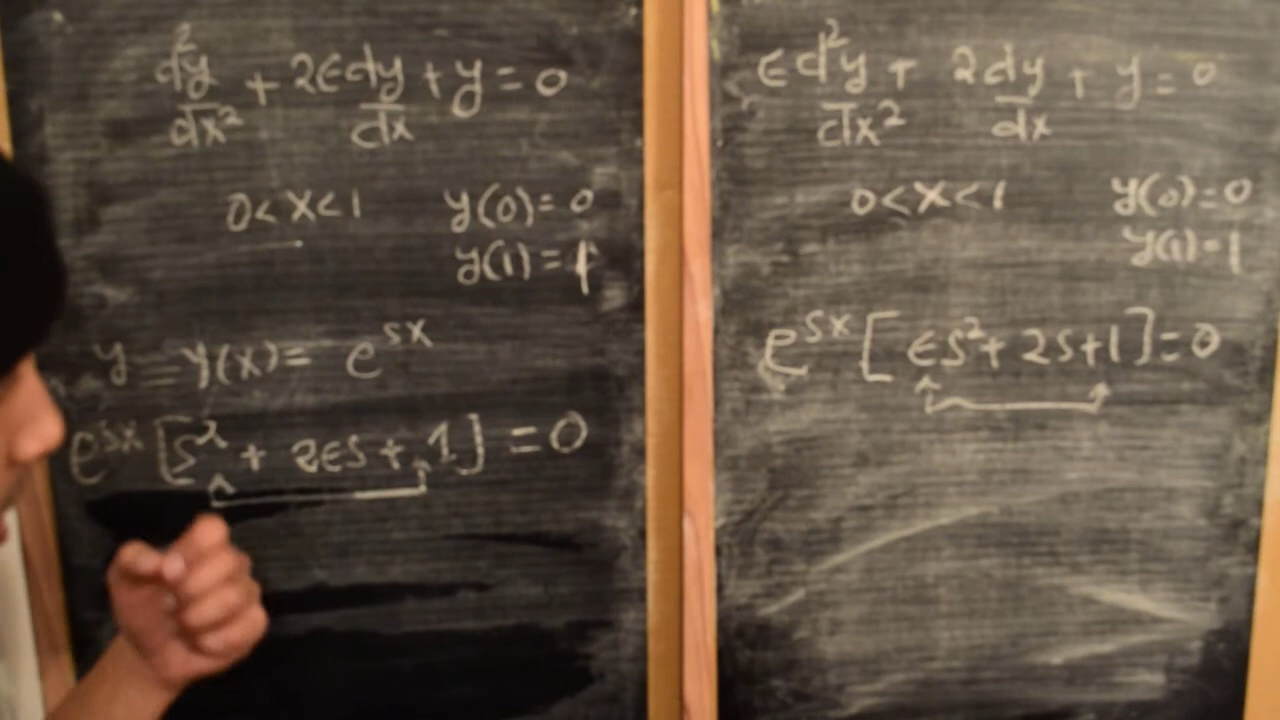 d²y/dx² + 2ϵ dy/dx + y = 0
0 < x < 1 y(0) = 0
y(1) = 1
y = y(x) = e^{sx}
e^{sx} [s² + 2ϵs + 1] = 0
ϵ d²y/dx² + 2 dy/dx + y = 0
0 < x < 1 y(0) = 0
y(1) = 1
e^{sx} [ϵs² + 2s + 1] = 0